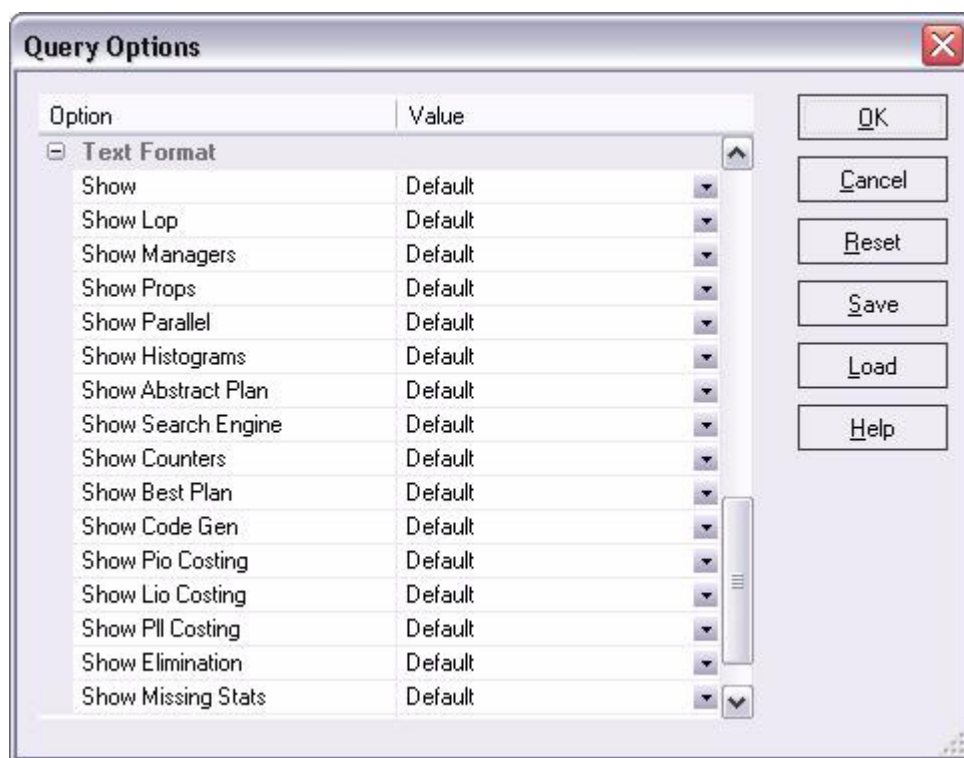 Query Options
Option Value
Text Format
Show Default
Show Lop Default
Show Managers Default
Show Props Default
Show Parallel Default
Show Histograms Default
Show Abstract Plan Default
Show Search Engine Default
Show Counters Default
Show Best Plan Default
Show Code Gen Default
Show Pio Costing Default
Show Lio Costing Default
Show Pll Costing Default
Show Elimination Default
Show Missing Stats Default
OK
Cancel
Reset
Save
Load
Help